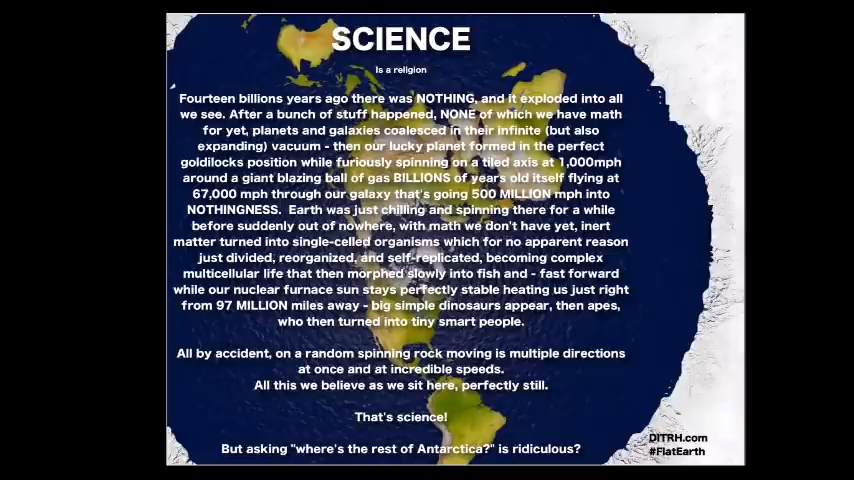 SCIENCE
Is a religion
Fourteen billions years ago there was NOTHING, and it exploded into all
we see. After a bunch of stuff happened, NONE of which we have math
for yet, planets and galaxies coalesced in their infinite (but also
expanding) vacuum - then our lucky planet formed in the perfect
goldilocks position while furiously spinning on a tiled axis at 1,000mph
around a giant blazing ball of gas BILLIONS of years old itself flying at
67,000 mph through our galaxy that's going 500 MILLION mph into
NOTHINGNESS. Earth was just chilling and spinning there for a while
before suddenly out of nowhere, with math we don't have yet, inert
matter turned into single-celled organisms which for no apparent reason
just divided, reorganized, and self-replicated, becoming complex
multicellular life that then morphed slowly into fish and - fast forward
while our nuclear furnace sun stays perfectly stable heating us just right
from 97 MILLION miles away - big simple dinosaurs appear, then apes,
who then turned into tiny smart people.
All by accident, on a random spinning rock moving is multiple directions
at once and at incredible speeds.
All this we believe as we sit here, perfectly still.
That's science!
But asking "where's the rest of Antarctica?" is ridiculous?
DITRH.com
#FlatEarth